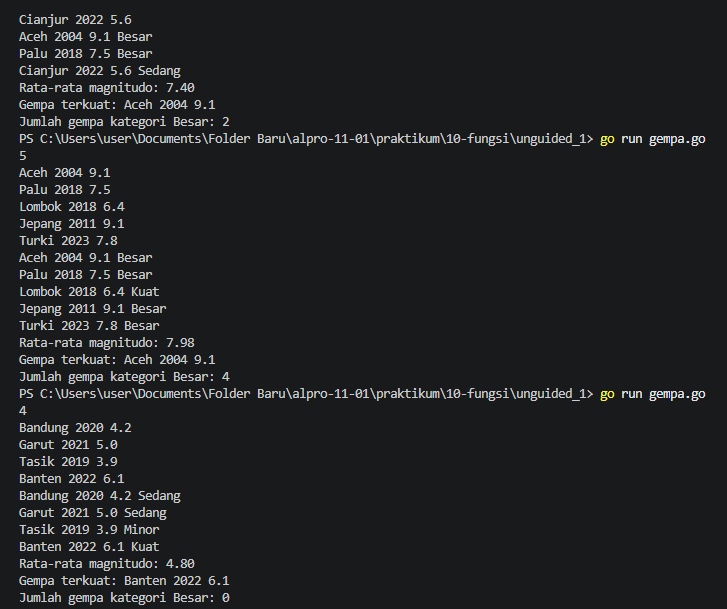 Cianjur 2022 5.6
Aceh 2004 9.1 Besar
Palu 2018 7.5 Besar
Cianjur 2022 5.6 Sedang
Rata-rata magnitudo: 7.40
Gempa terkuat: Aceh 2004 9.1
Jumlah gempa kategori Besar: 2
PS C:\Users\user\Documents\Folder Baru\alpro-11-01\praktikum\10-fungsi\unguided_1> go run gempa.go
5
Aceh 2004 9.1
Palu 2018 7.5
Lombok 2018 6.4
Jepang 2011 9.1
Turki 2023 7.8
Aceh 2004 9.1 Besar
Palu 2018 7.5 Besar
Lombok 2018 6.4 Kuat
Jepang 2011 9.1 Besar
Turki 2023 7.8 Besar
Rata-rata magnitudo: 7.98
Gempa terkuat: Aceh 2004 9.1
Jumlah gempa kategori Besar: 4
PS C:\Users\user\Documents\Folder Baru\alpro-11-01\praktikum\10-fungsi\unguided_1> go run gempa.go
4
Bandung 2020 4.2
Garut 2021 5.0
Tasik 2019 3.9
Banten 2022 6.1
Bandung 2020 4.2 Sedang
Garut 2021 5.0 Sedang
Tasik 2019 3.9 Minor
Banten 2022 6.1 Kuat
Rata-rata magnitudo: 4.80
Gempa terkuat: Banten 2022 6.1
Jumlah gempa kategori Besar: 0